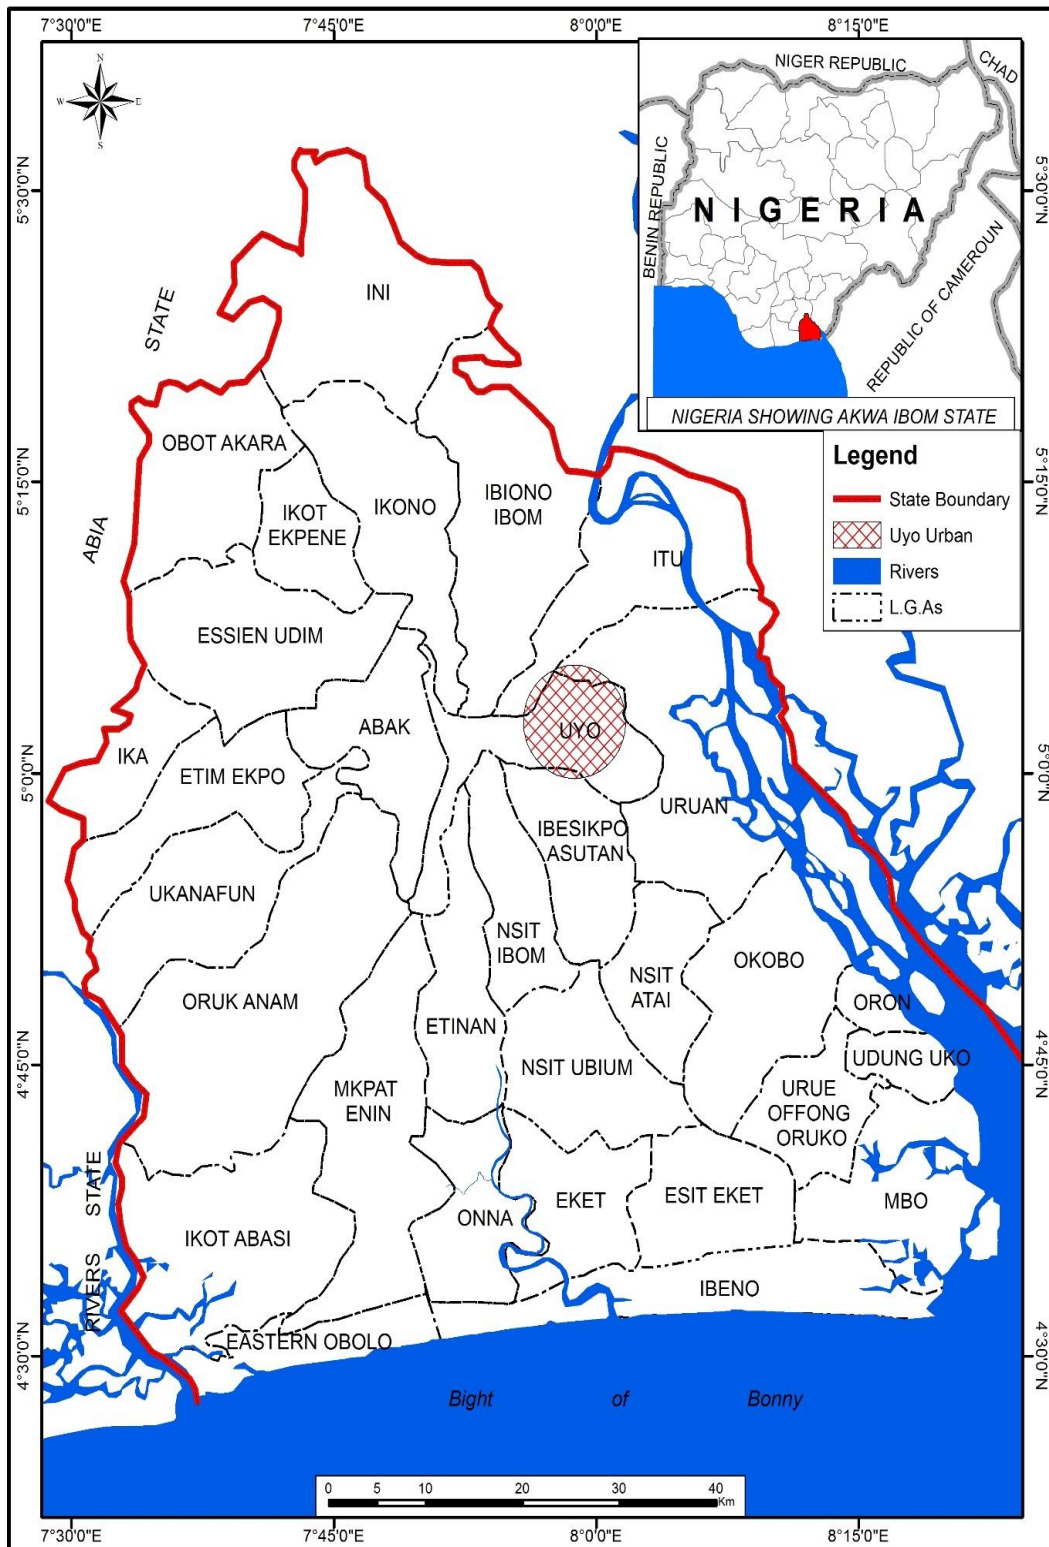 7°30'0"E
7°45'0"E
8°0'0"E
8°15'0"E
N
W
E
S
NIGER REPUBLIC
CHAD
BENIN REPUBLIC
NIGERIA
REPUBLIC OF CAMEROUN
NIGERIA SHOWING AKWA IBOM STATE
Legend
State Boundary
Uyo Urban
Rivers
L.G.As
5°30'0"N
5°30'0"N
5°15'0"N
5°15'0"N
5°0'0"N
5°0'0"N
4°45'0"N
4°45'0"N
4°30'0"N
4°30'0"N
ABIA STATE
RIVERS STATE
INI
OBOT AKARA
IKOT
EKPENE
IKONO
IBIONO
IBOM
ITU
ESSIEN UDIM
ABAK
UYO
IKA
ETIM EKPO
URUAN
IBESIKPO
ASUTAN
UKANAFUN
NSIT
IBOM
NSIT
ATAI
OKOBO
ORUK ANAM
ETINAN
ORON
UDUNG UKO
NSIT UBIUM
MKPAT
ENIN
URUE
OFFONG
ORUKO
EKET
ESIT EKET
MBO
ONNA
IKOT ABASI
IBENO
EASTERN OBOLO
Bight of Bonny
0 5 10 20 30 40
Km
7°30'0"E
7°45'0"E
8°0'0"E
8°15'0"E